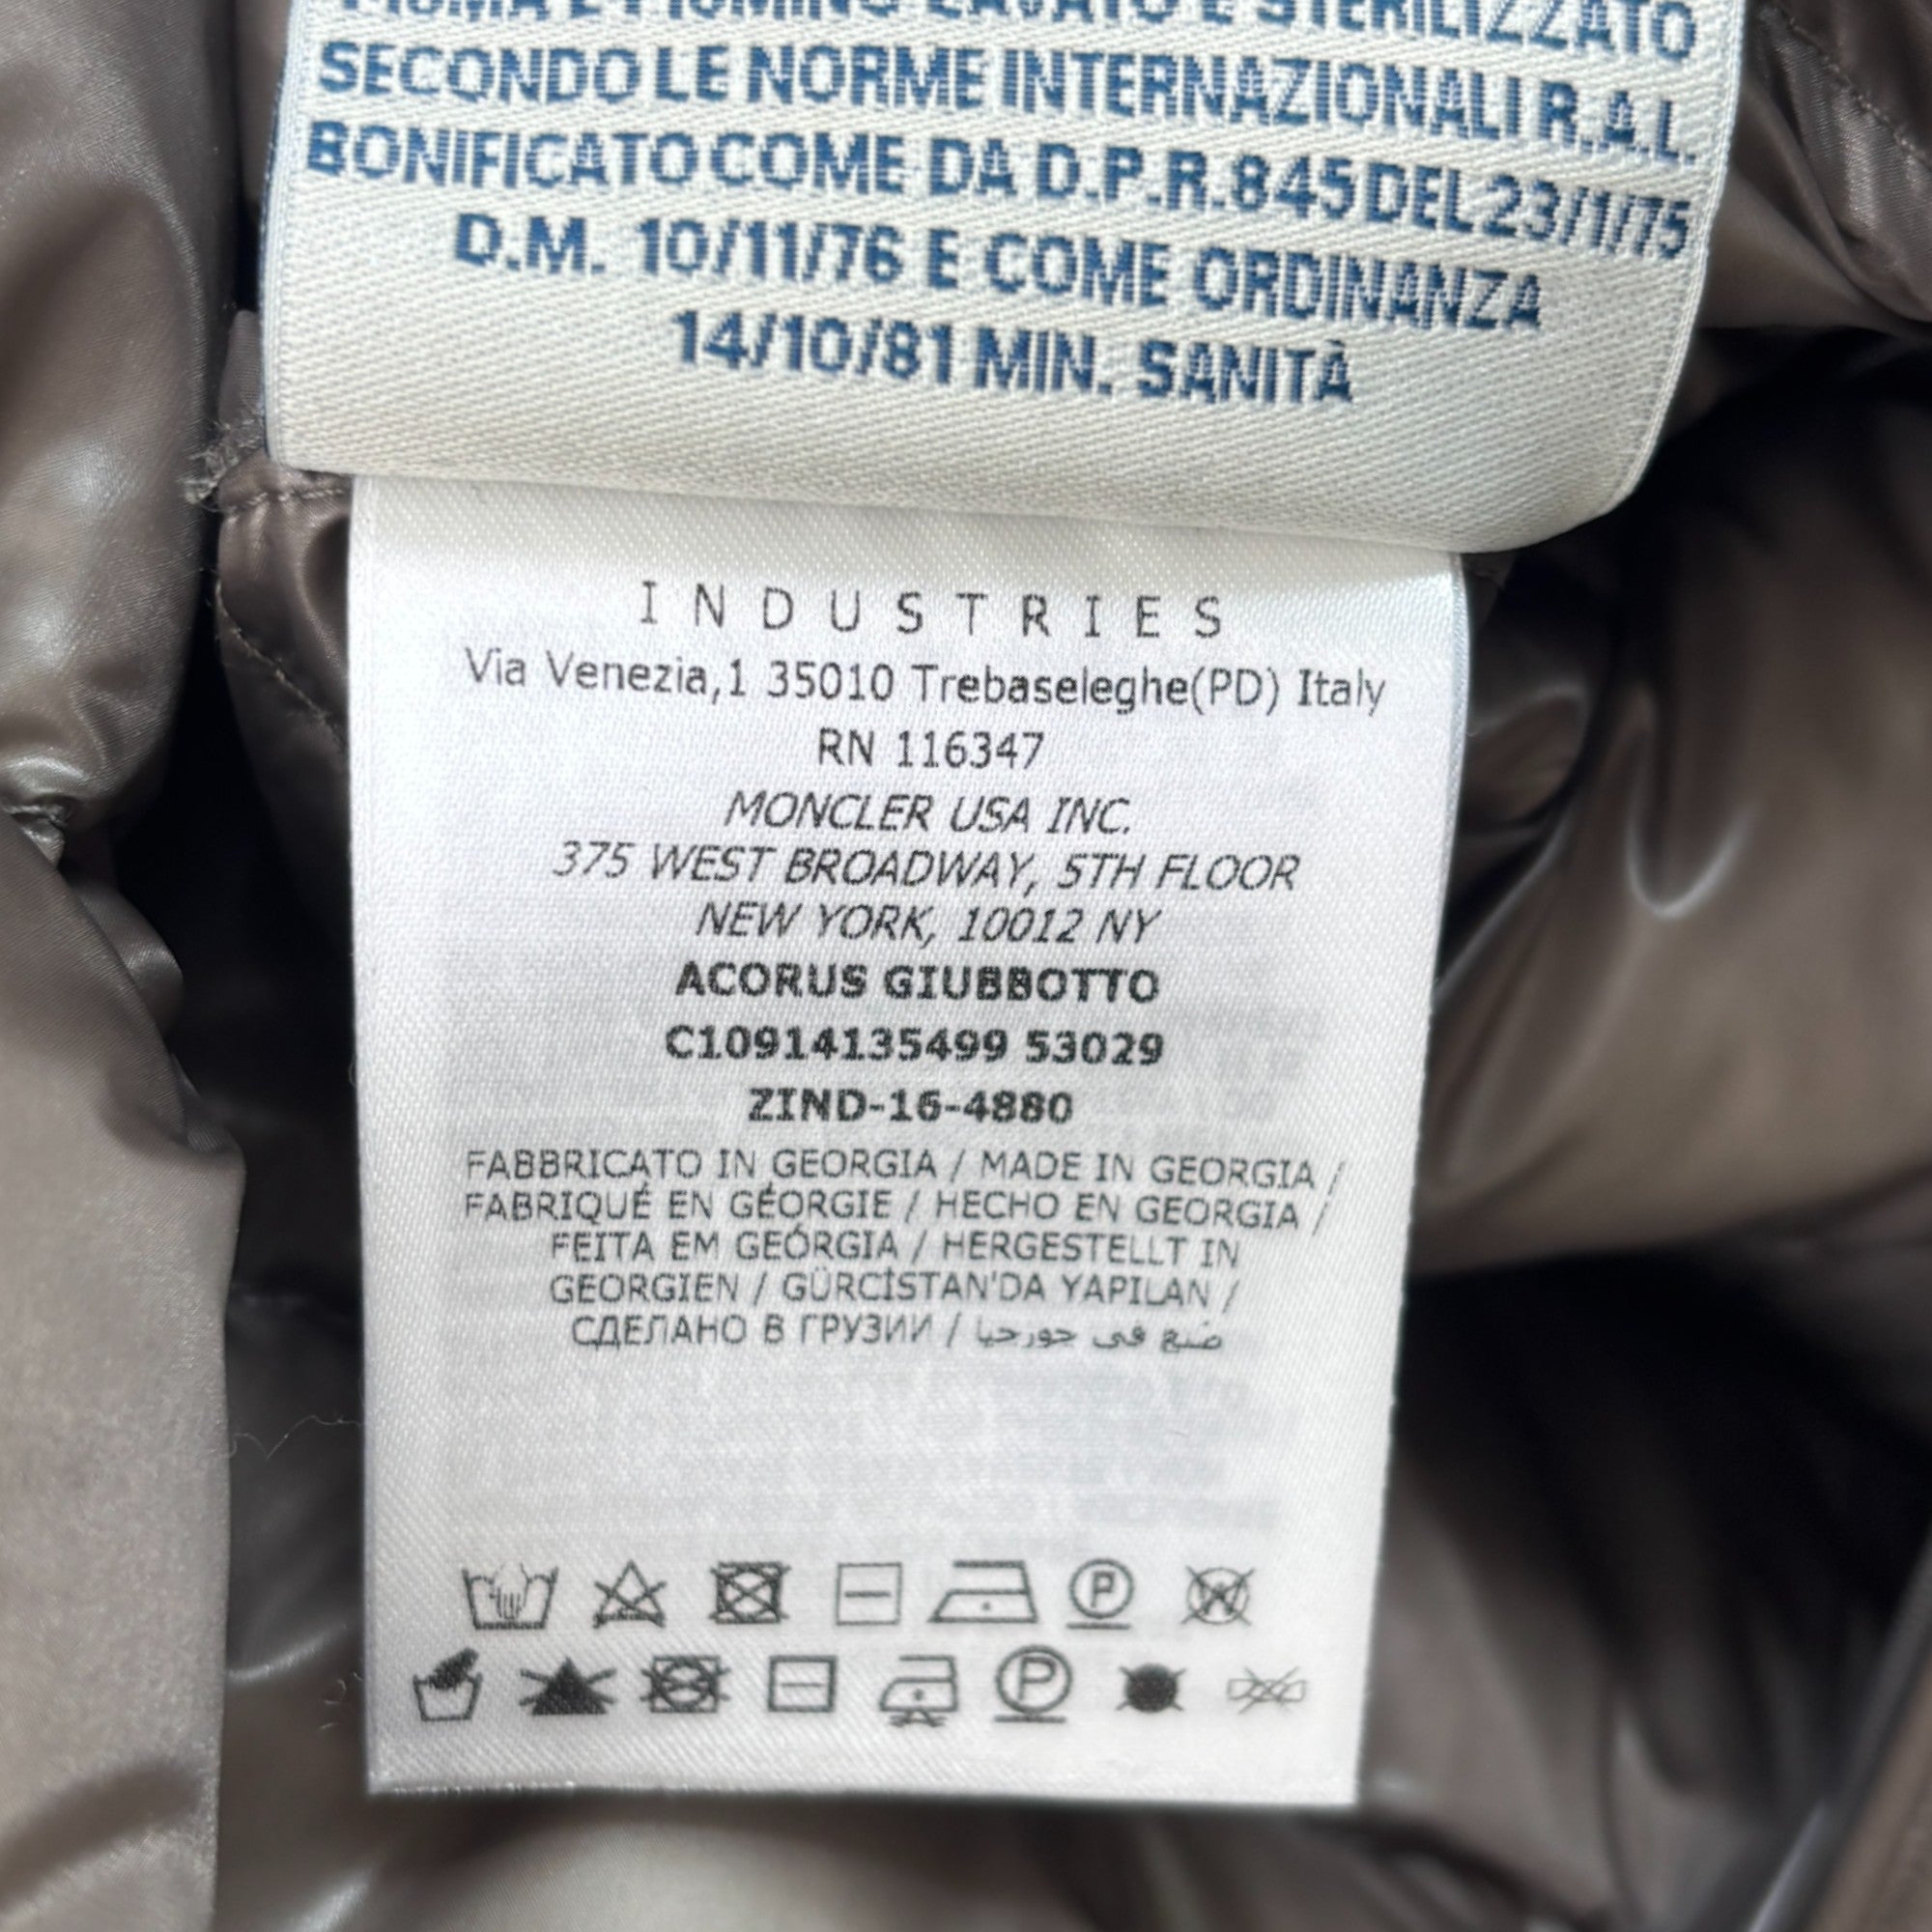 PIUMA E PIUMINO LAVATO E STERILIZZATO
SECONDO LE NORME INTERNAZIONALI R.A.L.
BONIFICATO COME DA D.P.R.845 DEL 23/1/75
D.M. 10/11/76 E COME ORDINANZA
14/10/81 MIN. SANITÀ
INDUSTRIES
Via Venezia,1 35010 Trebaseleghe(PD) Italy
RN 116347
MONCLER USA INC.
375 WEST BROADWAY, 5TH FLOOR
NEW YORK, 10012 NY
ACORUS GIUBBOTTO
C10914135499 53029
ZIND-16-4880
FABBRICATO IN GEORGIA / MADE IN GEORGIA /
FABRIQUÉ EN GÉORGIE / HECHO EN GEORGIA /
FEITA EM GEÓRGIA / HERGESTELLT IN
GEORGIEN / GÜRCİSTAN'DA YAPILAN /
СДЕЛАНО В ГРУЗИИ / صنع في جورجيا
P W
P